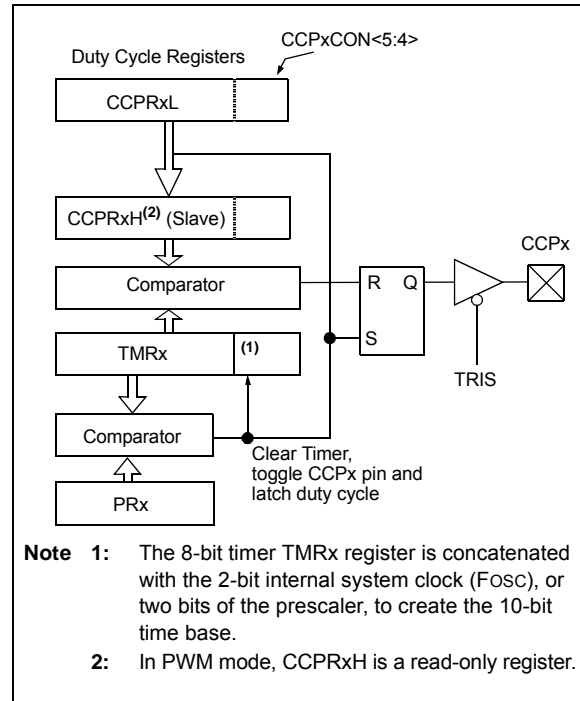 CCPxCON<5:4>
Duty Cycle Registers
CCPRxL
CCPRxH(2) (Slave)
CCPx
Comparator
R Q
TMRx (1)
S
TRIS
Comparator
Clear Timer,
toggle CCPx pin and
latch duty cycle
PRx
Note 1: The 8-bit timer TMRx register is concatenated
with the 2-bit internal system clock (FOSC), or
two bits of the prescaler, to create the 10-bit
time base.
2: In PWM mode, CCPRxH is a read-only register.